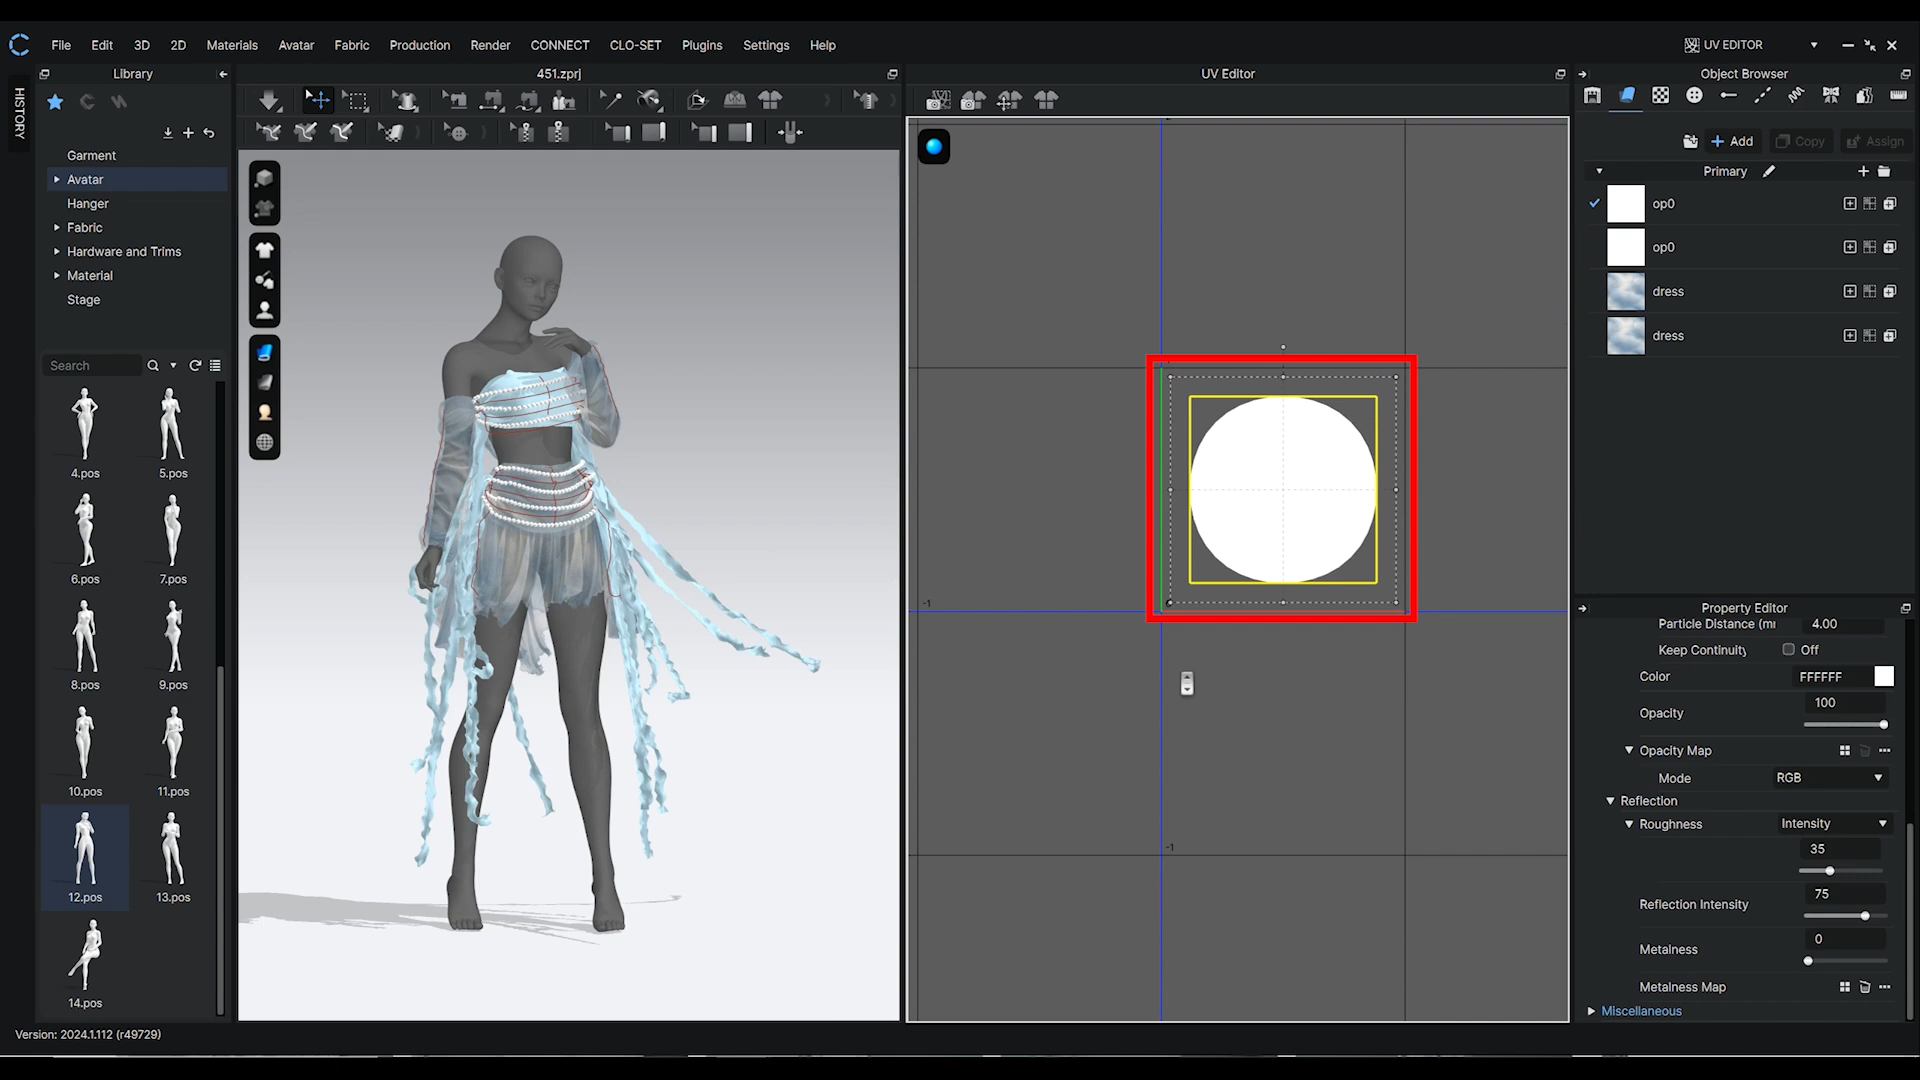 File Edit 3D 2D Materials Avatar Fabric Production Render CONNECT CLO-SET Plugins Settings Help
UV EDITOR
HISTORY
Library
451.zprj
UV Editor
Object Browser
Garment
Avatar
Hanger
Fabric
Hardware and Trims
Material
Stage
Search
4.pos
5.pos
6.pos
7.pos
8.pos
9.pos
10.pos
11.pos
12.pos
13.pos
14.pos
Version: 2024.1.112 (r49729)
-1
-1
Add
Copy
Assign
Primary
op0
op0
dress
dress
Property Editor
Particle Distance (mr 4.00
Keep Continuity Off
Color FFFFFF
Opacity 100
Opacity Map
Mode RGB
Reflection
Roughness Intensity
35
Reflection Intensity 75
Metalness 0
Metalness Map
Miscellaneous